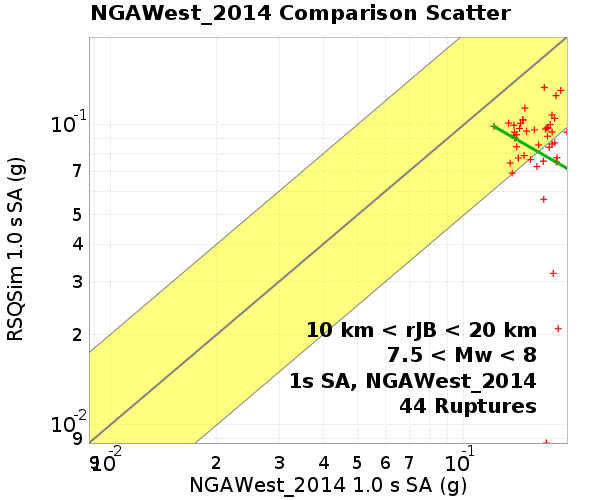 NGAWest_2014 Comparison Scatter
RSQSim 1.0 s SA (g)
10^-1
7
5
4
3
2
10^-2
9
10 km < rJB < 20 km
7.5 < Mw < 8
1s SA, NGAWest_2014
44 Ruptures
9 10^-2 2 3 4 5 6 7 10^-1
NGAWest_2014 1.0 s SA (g)